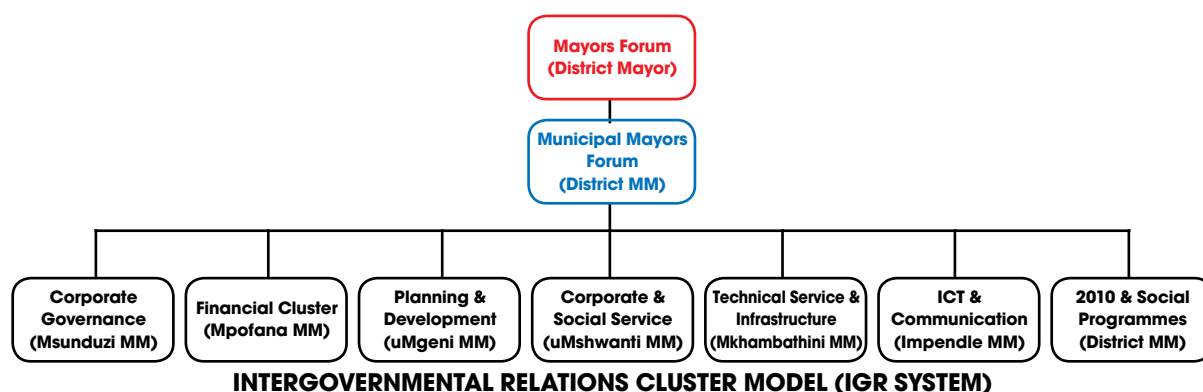 Mayors Forum
(District Mayor)
Municipal Mayors
Forum
(District MM)
Corporate
Governance
(Msunduzi MM)
Financial Cluster
(Mpofana MM)
Planning &
Development
(uMgeni MM)
Corporate &
Social Service
(uMshwanti MM)
Technical Service &
Infrastructure
(Mkhambathini MM)
ICT &
Communication
(Impendle MM)
2010 & Social
Programmes
(District MM)
INTERGOVERNMENTAL RELATIONS CLUSTER MODEL (IGR SYSTEM)